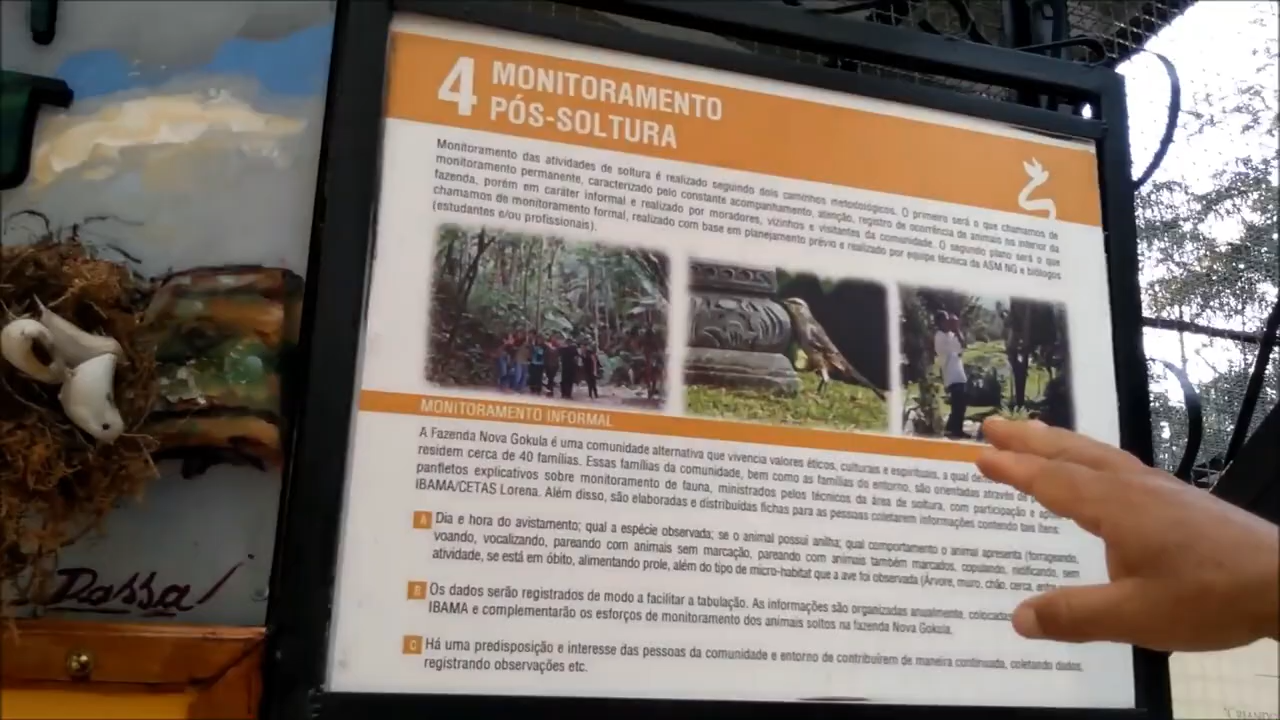 4 MONITORAMENTO
PÓS-SOLTURA
Monitoramento das atividades de soltura é realizado seguindo dois caminhos metodológicos. O primeiro será o que chamamos de
monitoramento permanente, caracterizado pelo constante acompanhamento, atenção, registro de ocorrência de animais no interior da
fazenda, porém em caráter informal e realizado por moradores, vizinhos e visitantes da comunidade. O segundo plano será o que
chamamos de monitoramento formal, realizado com base em planejamento prévio e realizado por equipe técnica da ASM NG e biólogos
(estudantes e/ou profissionais).
MONITORAMENTO INFORMAL
A Fazenda Nova Gokula é uma comunidade alternativa que vivencia valores éticos, culturais e espirituais, a qual
residem cerca de 40 famílias. Essas famílias da comunidade, bem como as famílias do entorno, são orientadas através de
panfletos explicativos sobre monitoramento de fauna, ministrados pelos técnicos da área de soltura, com participação e
IBAMA/CETAS Lorena. Além disso, são elaboradas e distribuídas fichas para as pessoas coletarem informações contendo tais itens:
A Dia e hora do avistamento; qual a espécie observada; se o animal possui anilha; qual comportamento o animal apresenta (forrageando,
voando, vocalizando, pareando com animais sem marcação, pareando com animais também marcados, copulando, nidificando, sem
atividade, se está em óbito, alimentando prole, além do tipo de micro-habitat que a ave foi observada (Árvore, muro, chão, cerca,
B Os dados serão registrados de modo a facilitar a tabulação. As informações são organizadas anualmente,
IBAMA e complementarão os esforços de monitoramento dos animais soltos na fazenda Nova Gokula.
C Há uma predisposição e interesse das pessoas da comunidade e entorno de contribuírem de maneira continuada, coletando dados,
registrando observações etc.